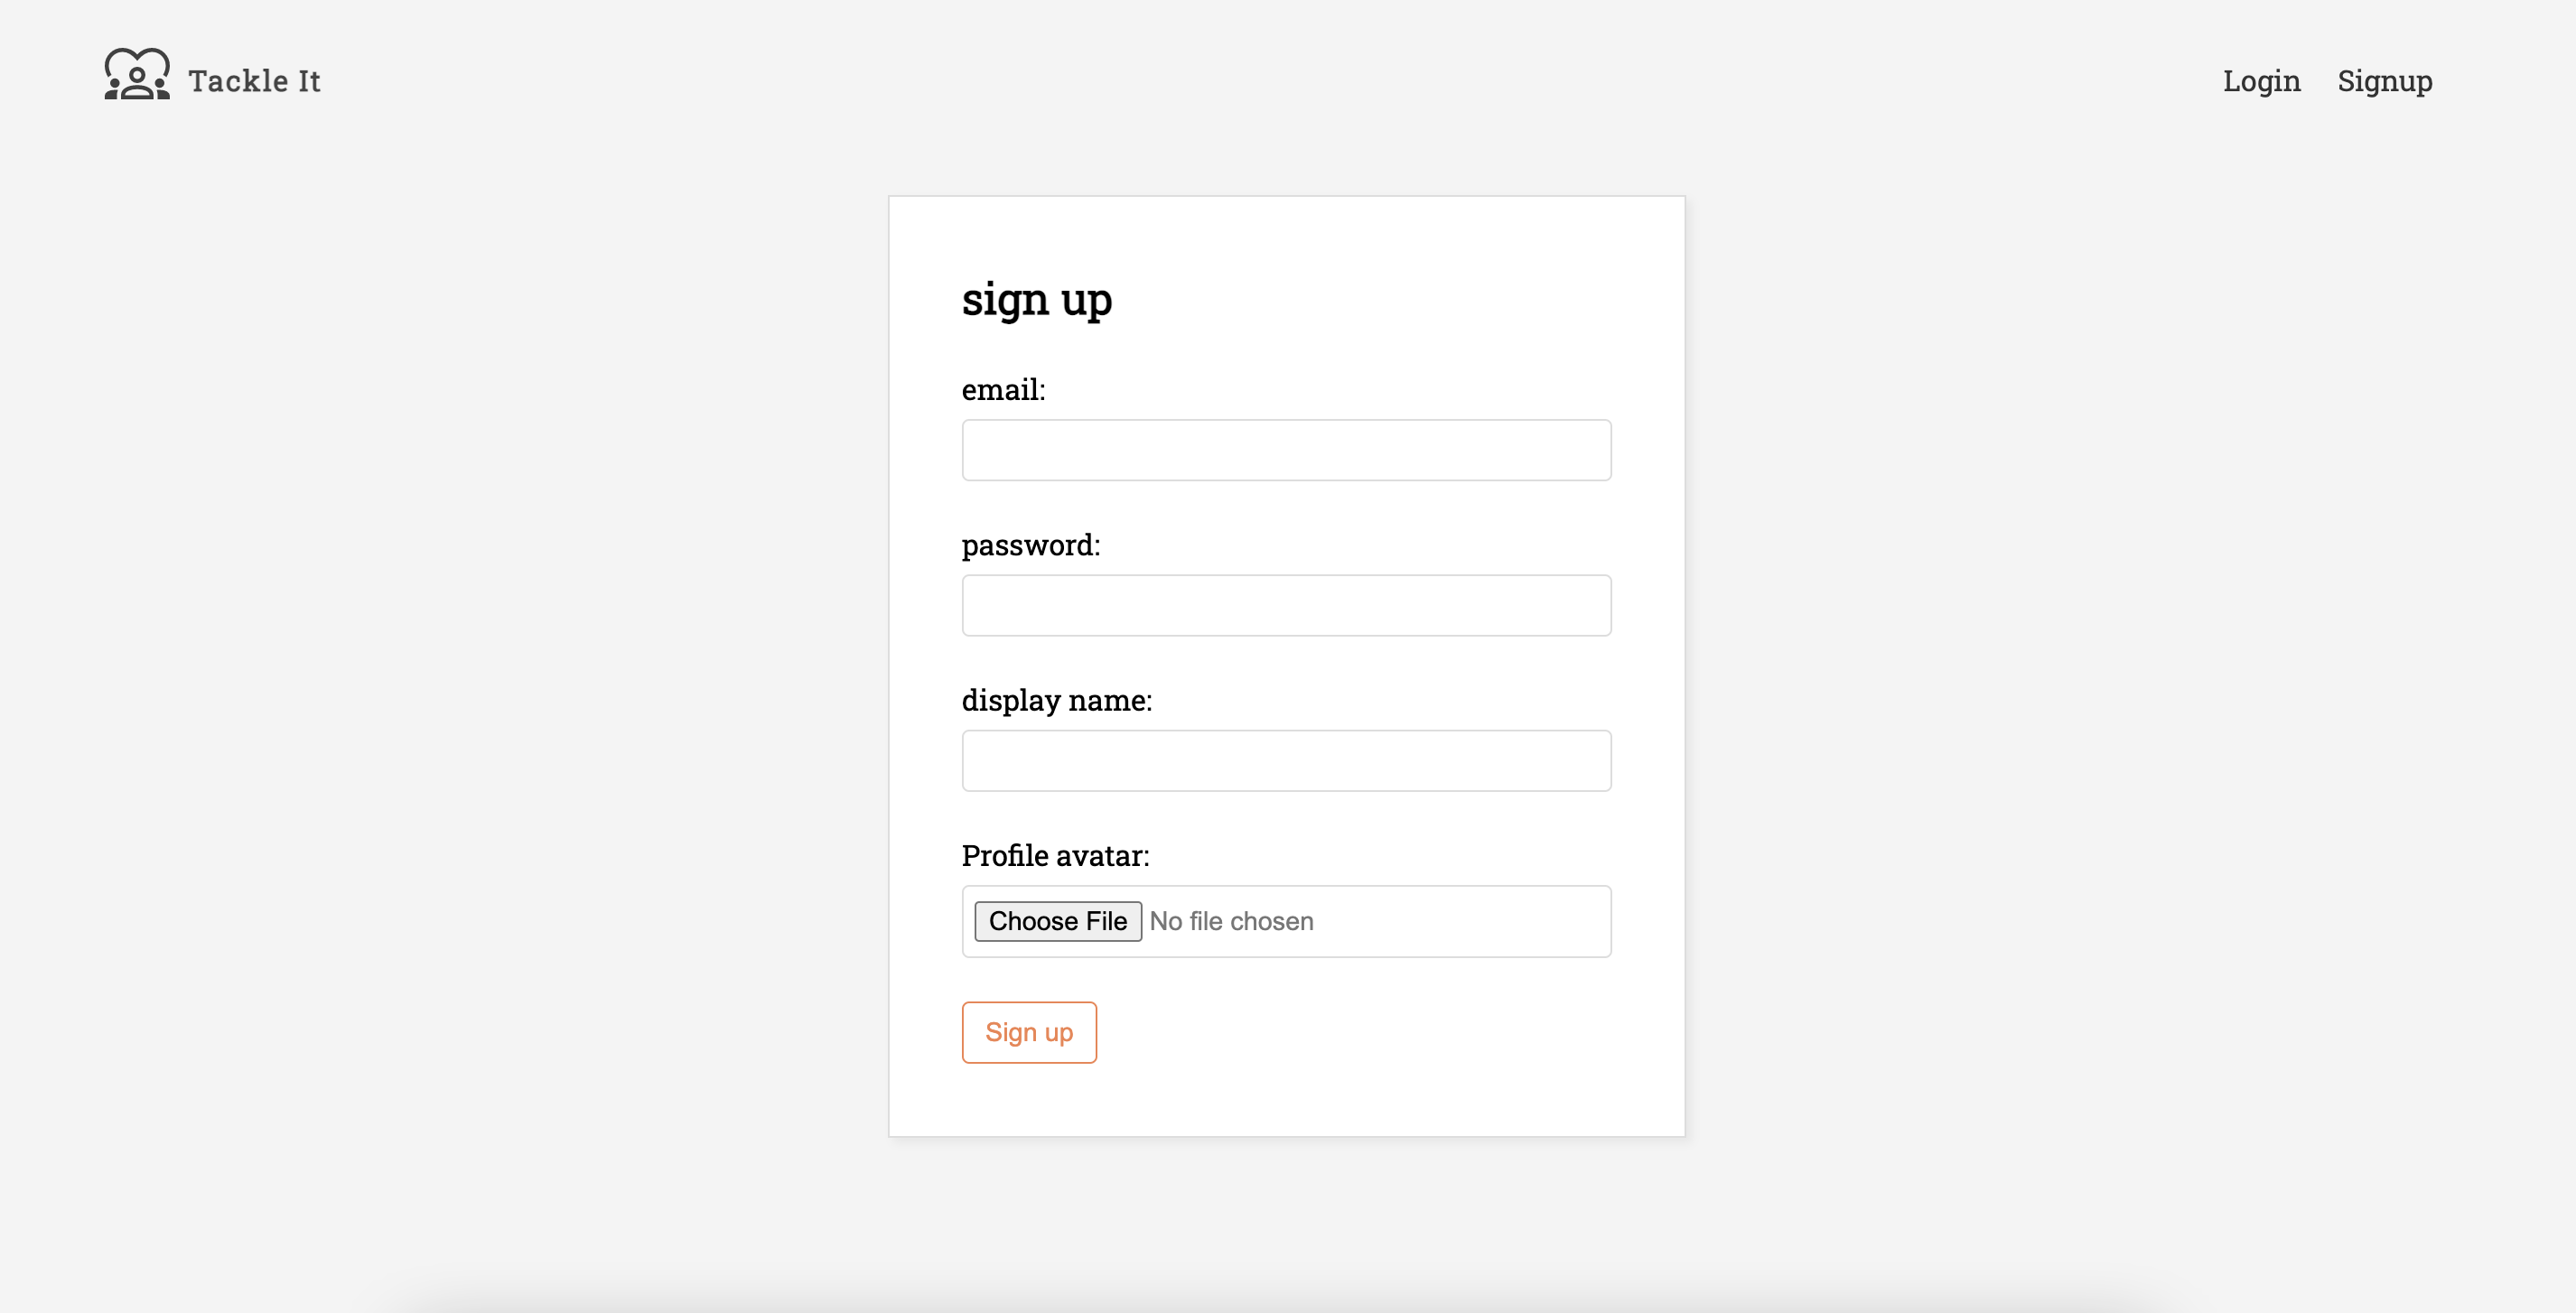 Tackle It
Login Signup
sign up
email:
password:
display name:
Profile avatar:
Choose File No file chosen
Sign up